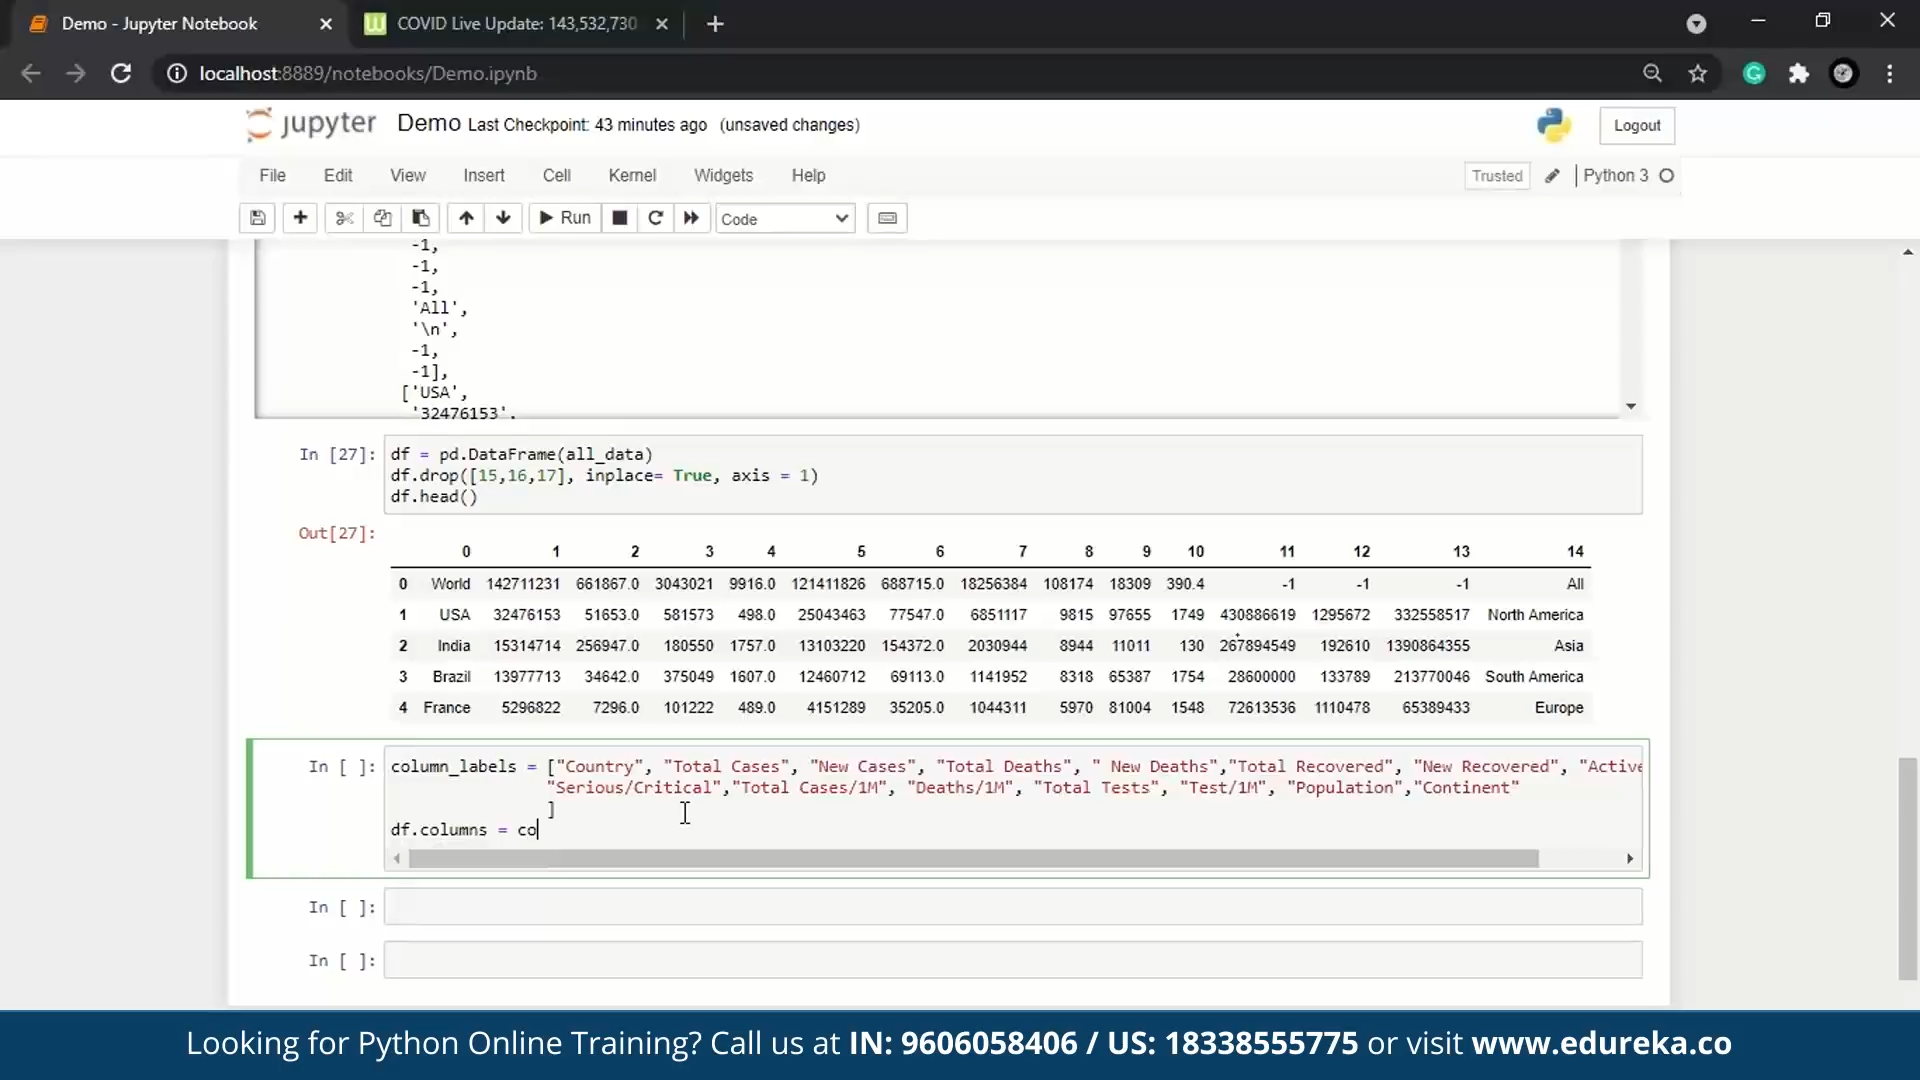 Demo - Jupyter Notebook
COVID Live Update: 143,532,730
localhost:8889/notebooks/Demo.ipynb
jupyter Demo Last Checkpoint: 43 minutes ago (unsaved changes)
Logout
File Edit View Insert Cell Kernel Widgets Help
Trusted Python 3
Run Code
-1,
-1,
-1,
'All',
'\n',
-1,
-1],
['USA',
'32476153',
In [27]: df = pd.DataFrame(all_data)
df.drop([15,16,17], inplace= True, axis = 1)
df.head()
Out[27]:
0 1 2 3 4 5 6 7 8 9 10 11 12 13 14
0 World 142711231 661867.0 3043021 9916.0 121411826 688715.0 18256384 108174 18309 390.4 -1 -1 -1 All
1 USA 32476153 51653.0 581573 498.0 25043463 77547.0 6851117 9815 97655 1749 430886619 1295672 332558517 North America
2 India 15314714 256947.0 180550 1757.0 13103220 154372.0 2030944 8944 11011 130 267894549 192610 1390864355 Asia
3 Brazil 13977713 34642.0 375049 1607.0 12460712 69113.0 1141952 8318 65387 1754 28600000 133789 213770046 South America
4 France 5296822 7296.0 101222 489.0 4151289 35205.0 1044311 5970 81004 1548 72613536 1110478 65389433 Europe
In [ ]: column_labels = ["Country", "Total Cases", "New Cases", "Total Deaths", " New Deaths","Total Recovered", "New Recovered", "Active
"Serious/Critical","Total Cases/1M", "Deaths/1M", "Total Tests", "Test/1M", "Population","Continent"
]
df.columns = co
In [ ]:
In [ ]:
Looking for Python Online Training? Call us at IN: 9606058406 / US: 18338555775 or visit www.edureka.co